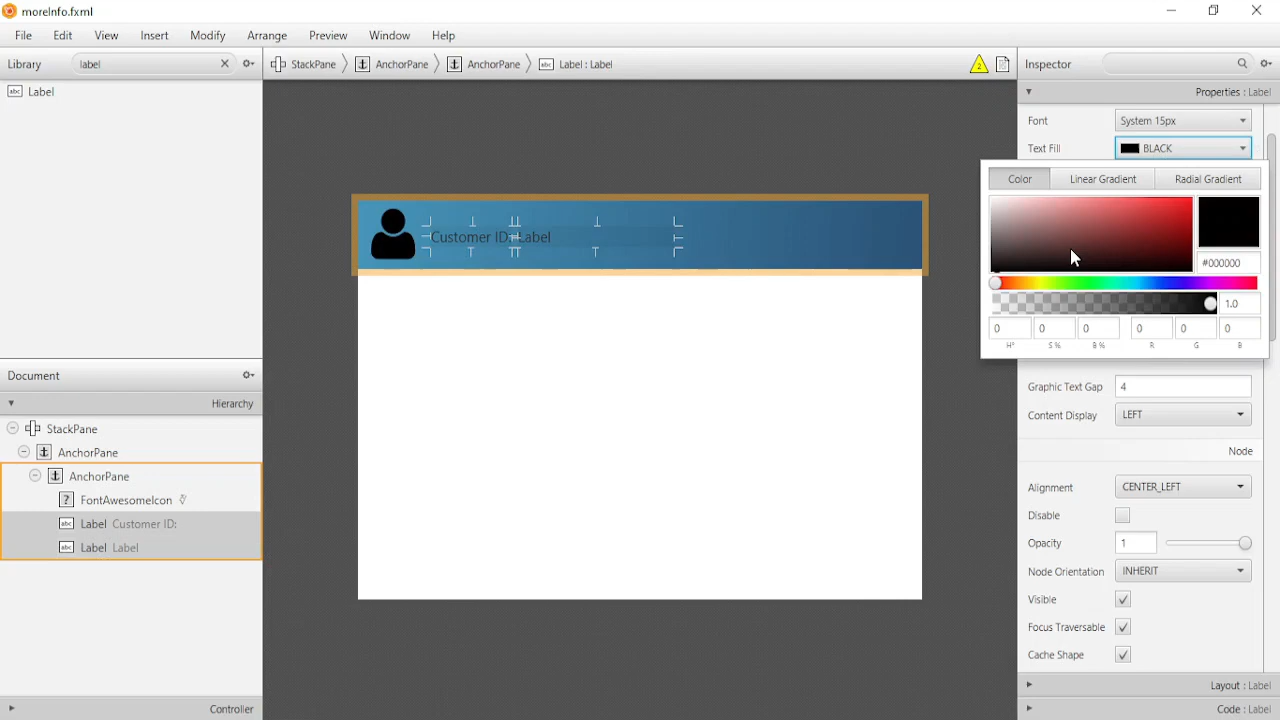 moreInfo.fxml
File Edit View Insert Modify Arrange Preview Window Help
Library label
StackPane AnchorPane AnchorPane Label : Label
2
Inspector
Label
Properties : Label
Font System 15px
Text Fill BLACK
Color Linear Gradient Radial Gradient
#000000
1.0
0 0 0 0 0 0
H° S % B % R G B
Customer ID: Label
Graphic Text Gap 4
Content Display LEFT
Node
Alignment CENTER_LEFT
Disable
Opacity 1
Node Orientation INHERIT
Visible
Focus Traversable
Cache Shape
Layout : Label
Code : Label
Document
Hierarchy
StackPane
AnchorPane
AnchorPane
? FontAwesomeIcon
abc Label Customer ID:
abc Label Label
Controller